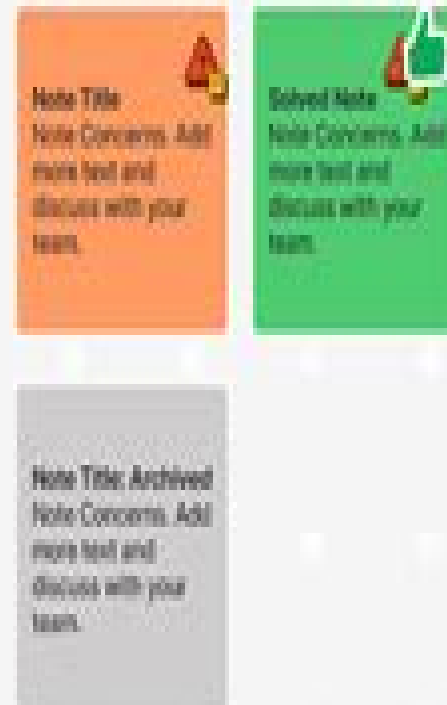 Note Title
Note Concerns. Add
more text and
discuss with your
team.
Solved Note
Note Concerns. Add
more text and
discuss with your
team.
Note Title: Archived
Note Concerns. Add
more text and
discuss with your
team.